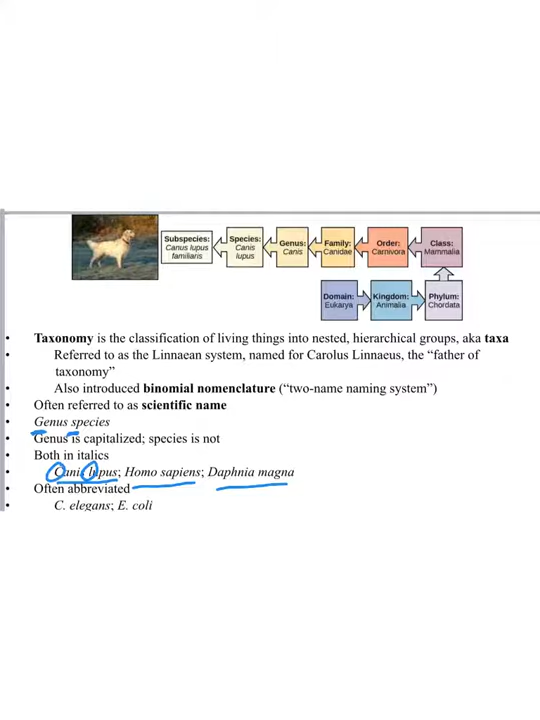 Subspecies:
Canus lupus
familiaris
Species:
Canis
lupus
Genus:
Canis
Family:
Canidae
Order:
Carnivora
Class:
Mammalia
Domain:
Eukarya
Kingdom:
Animalia
Phylum:
Chordata
• Taxonomy is the classification of living things into nested, hierarchical groups, aka taxa
• Referred to as the Linnaean system, named for Carolus Linnaeus, the “father of
taxonomy”
• Also introduced binomial nomenclature (“two-name naming system”)
• Often referred to as scientific name
• Genus species
• Genus is capitalized; species is not
• Both in italics
• Canis lupus; Homo sapiens; Daphnia magna
• Often abbreviated
• C. elegans; E. coli